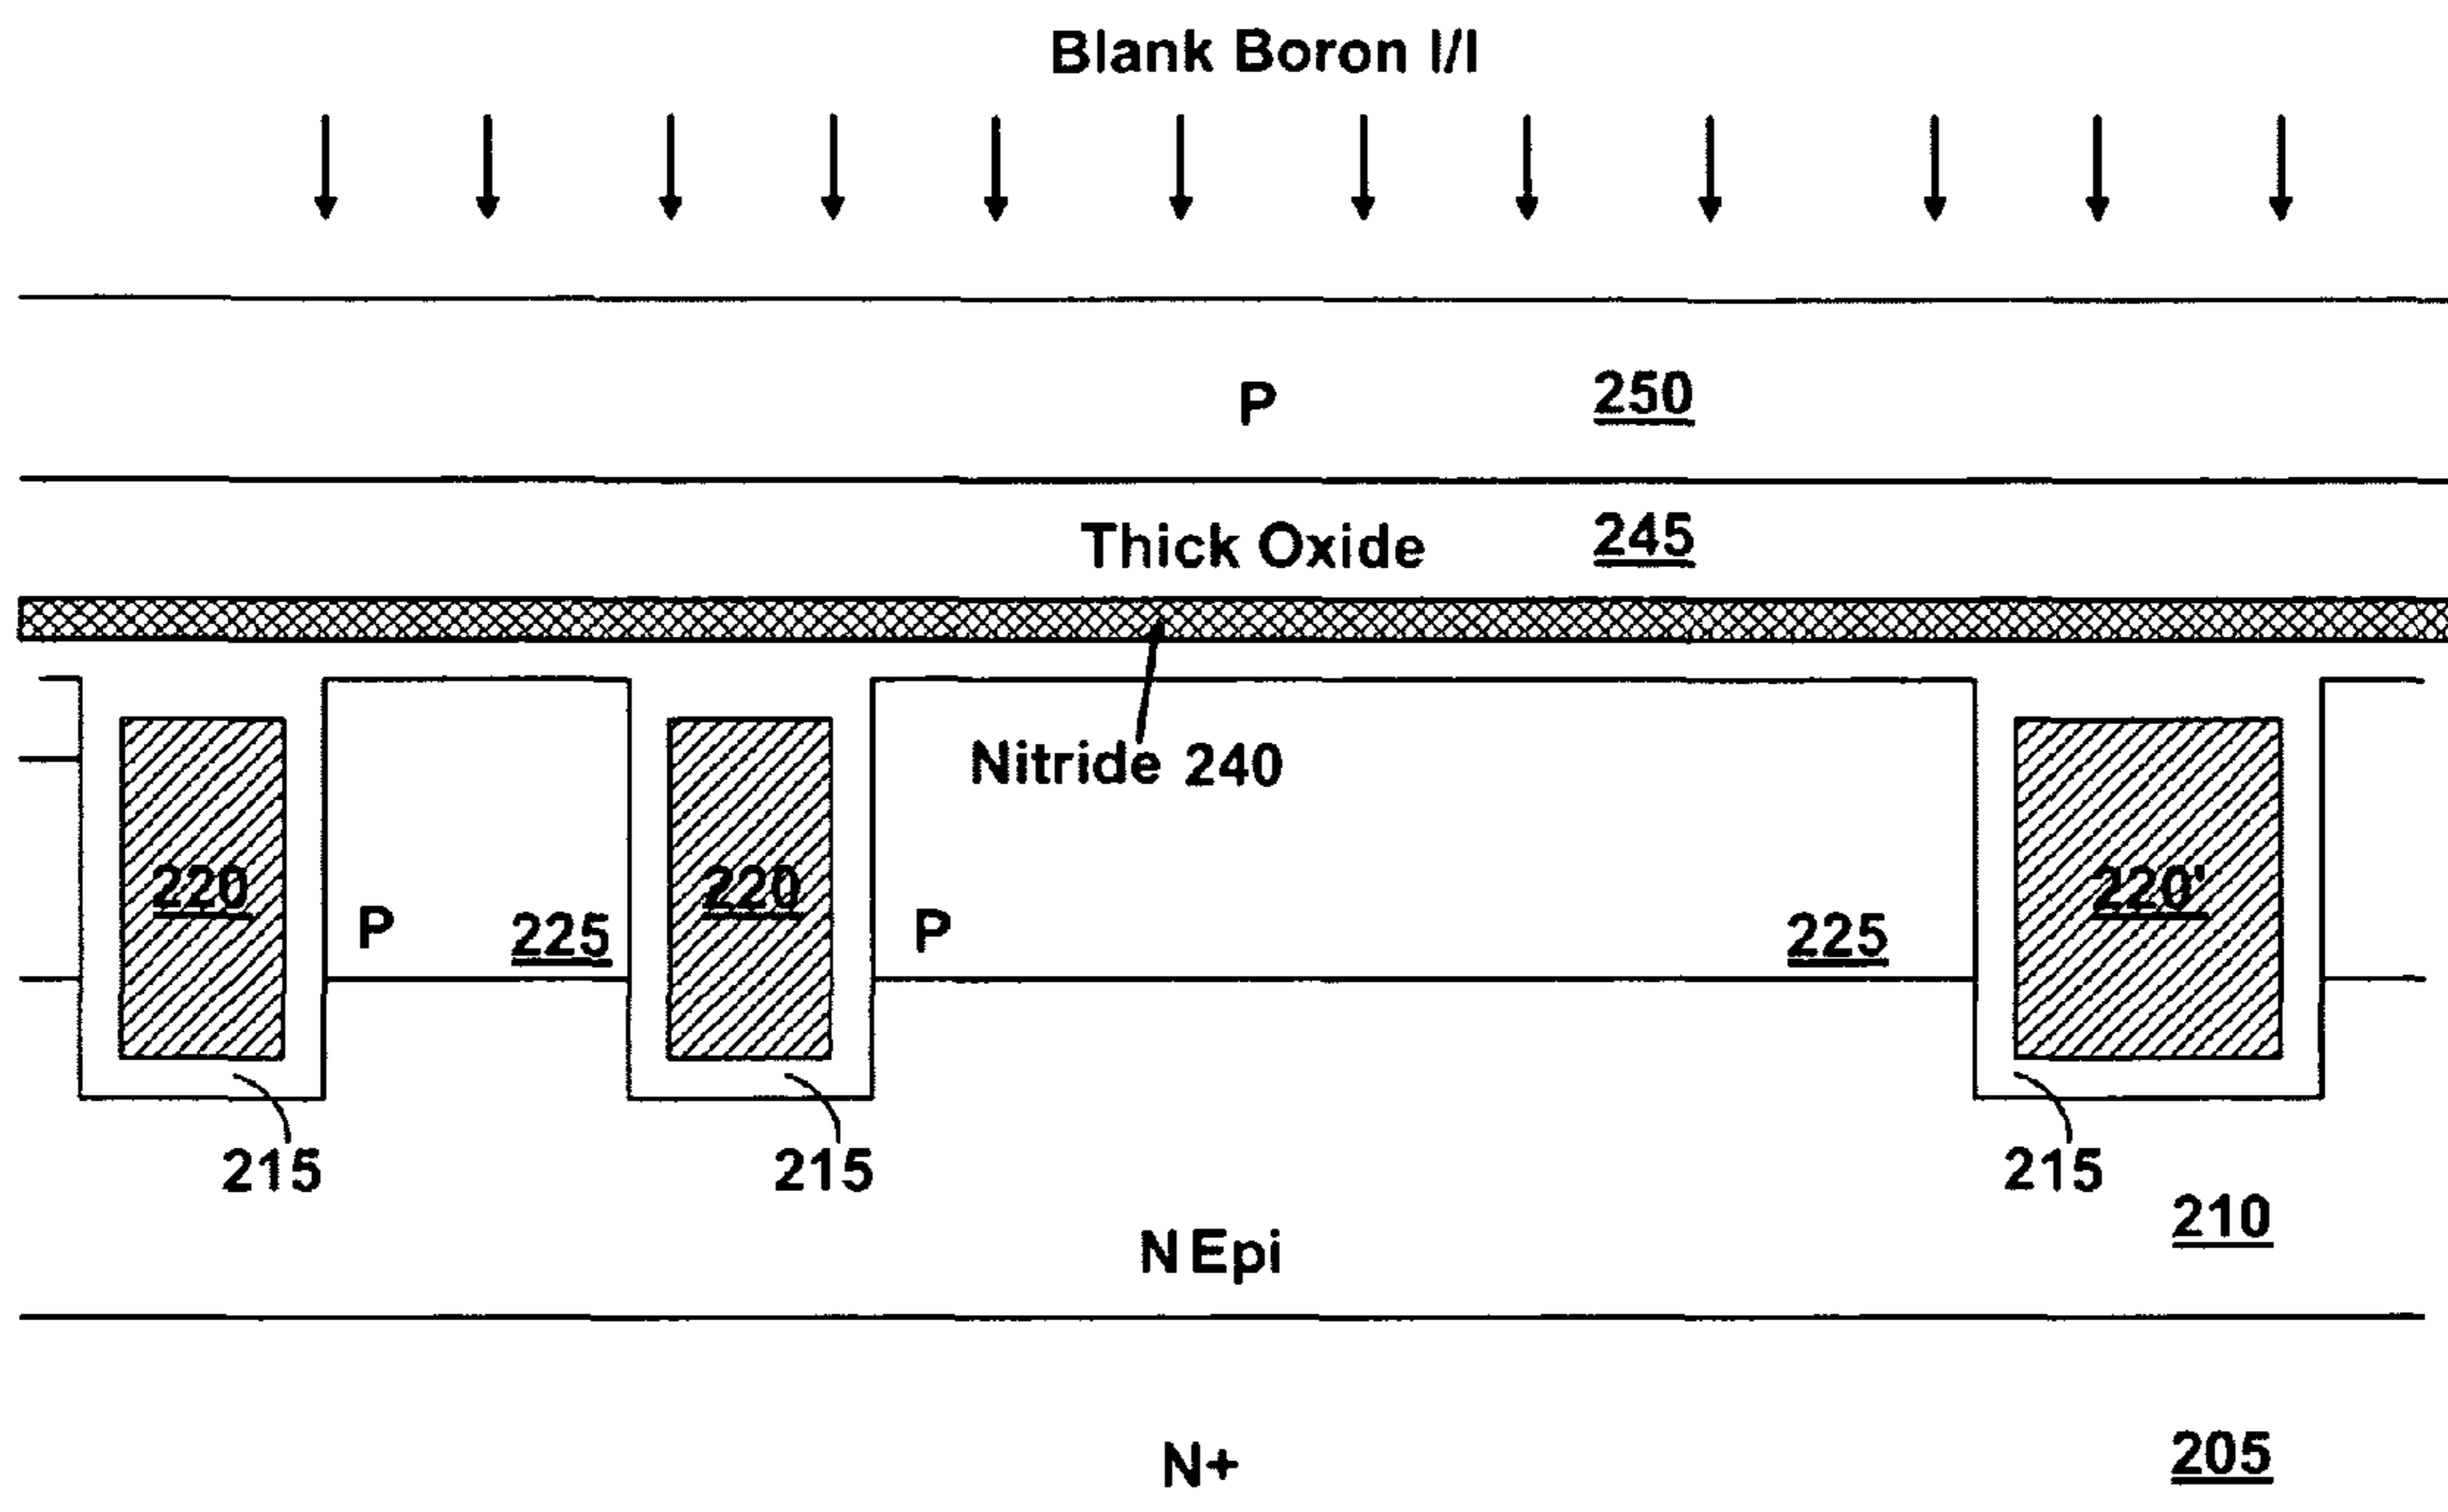 Blank Boron I/I
P 250
Thick Oxide 245
Nitride 240
220 220 220'
P 225 P 225
215 215 215
210
N Epi
N+ 205